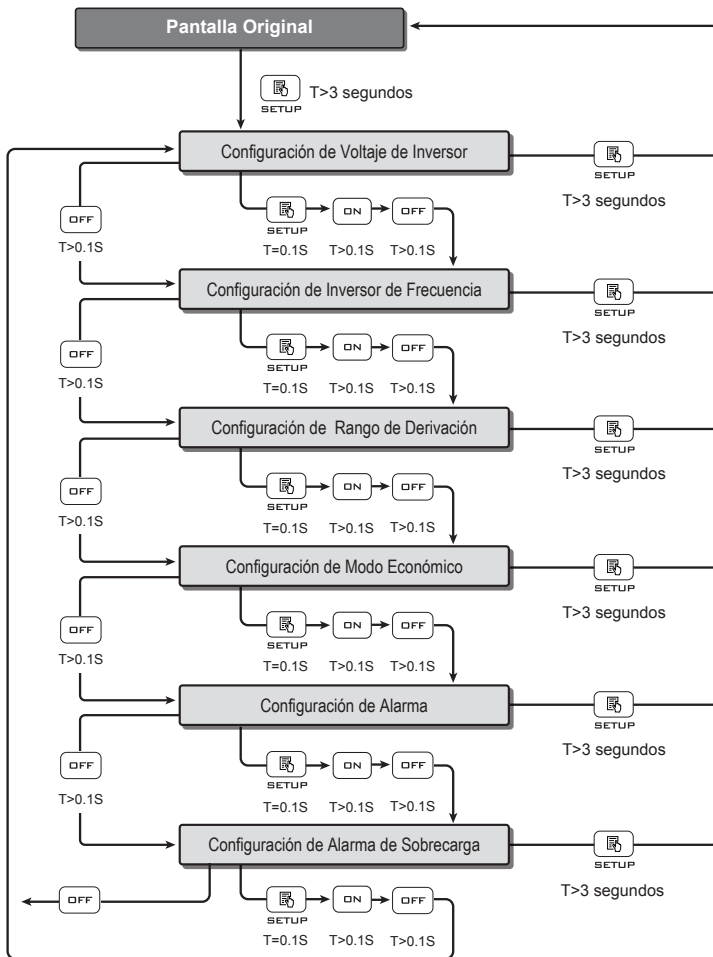 Pantalla Original
SETUP
T>3 segundos
Configuración de Voltaje de Inversor
SETUP
T>3 segundos
OFF
T>0.1S
SETUP ON OFF
T=0.1S T>0.1S T>0.1S
Configuración de Inversor de Frecuencia
SETUP
T>3 segundos
OFF
T>0.1S
SETUP ON OFF
T=0.1S T>0.1S T>0.1S
Configuración de Rango de Derivación
SETUP
T>3 segundos
OFF
T>0.1S
SETUP ON OFF
T=0.1S T>0.1S T>0.1S
Configuración de Modo Económico
SETUP
T>3 segundos
OFF
T>0.1S
SETUP ON OFF
T=0.1S T>0.1S T>0.1S
Configuración de Alarma
SETUP
T>3 segundos
OFF
T>0.1S
SETUP ON OFF
T=0.1S T>0.1S T>0.1S
Configuración de Alarma de Sobrecarga
SETUP
T>3 segundos
OFF
SETUP ON OFF
T=0.1S T>0.1S T>0.1S